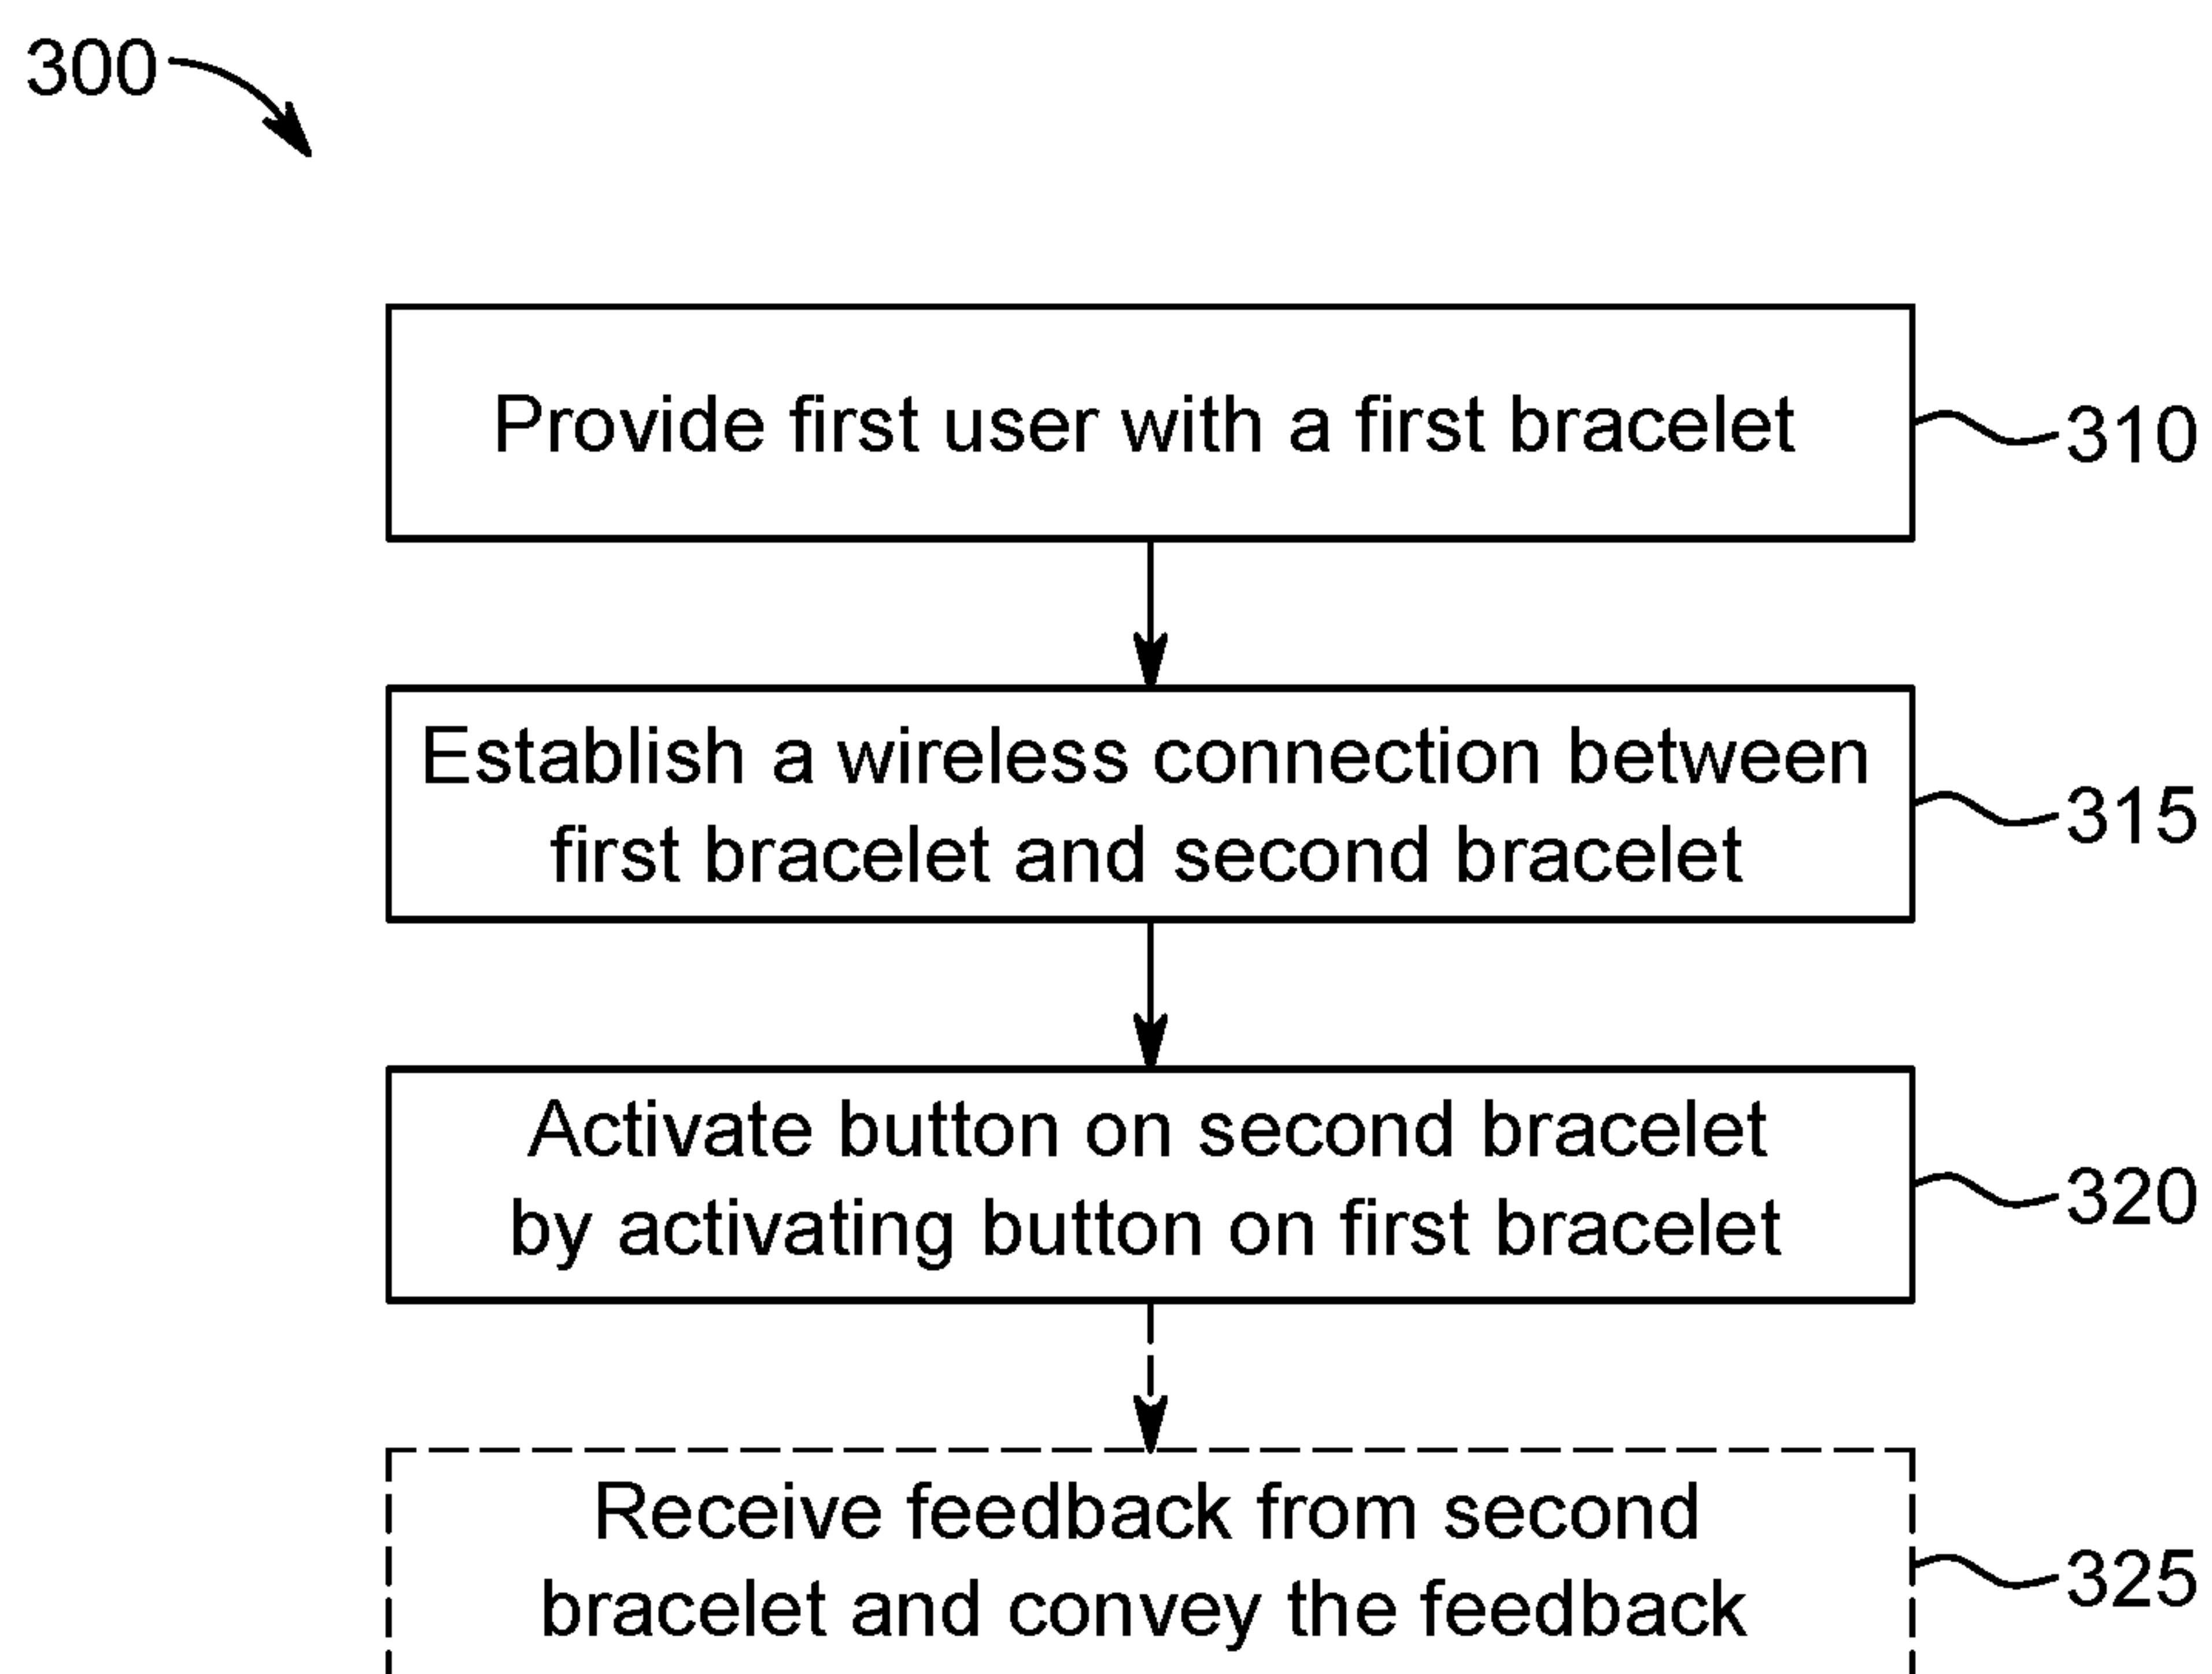 300
Provide first user with a first bracelet
310
Establish a wireless connection between
first bracelet and second bracelet
315
Activate button on second bracelet
by activating button on first bracelet
320
Receive feedback from second
bracelet and convey the feedback
325